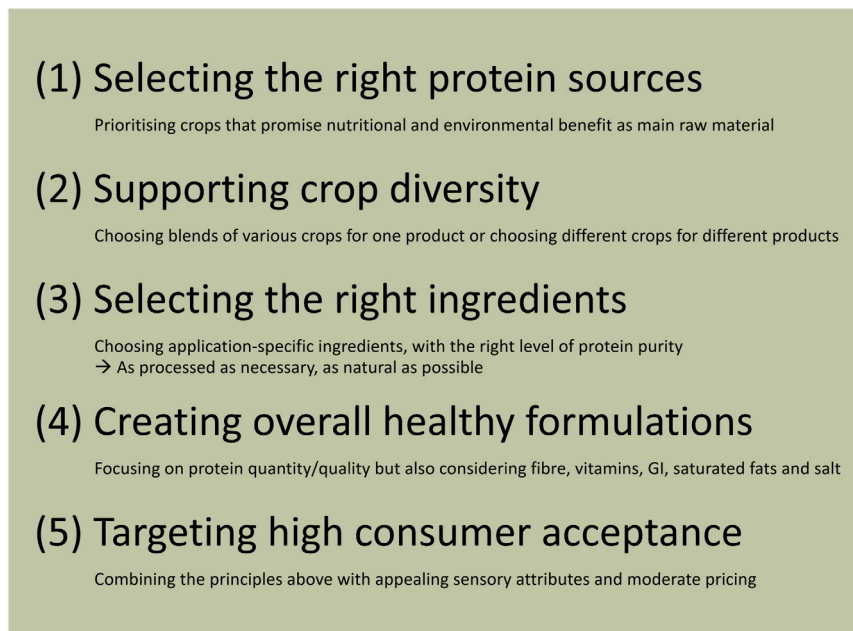 (1) Selecting the right protein sources
Prioritising crops that promise nutritional and environmental benefit as main raw material
(2) Supporting crop diversity
Choosing blends of various crops for one product or choosing different crops for different products
(3) Selecting the right ingredients
Choosing application-specific ingredients, with the right level of protein purity
→ As processed as necessary, as natural as possible
(4) Creating overall healthy formulations
Focusing on protein quantity/quality but also considering fibre, vitamins, GI, saturated fats and salt
(5) Targeting high consumer acceptance
Combining the principles above with appealing sensory attributes and moderate pricing